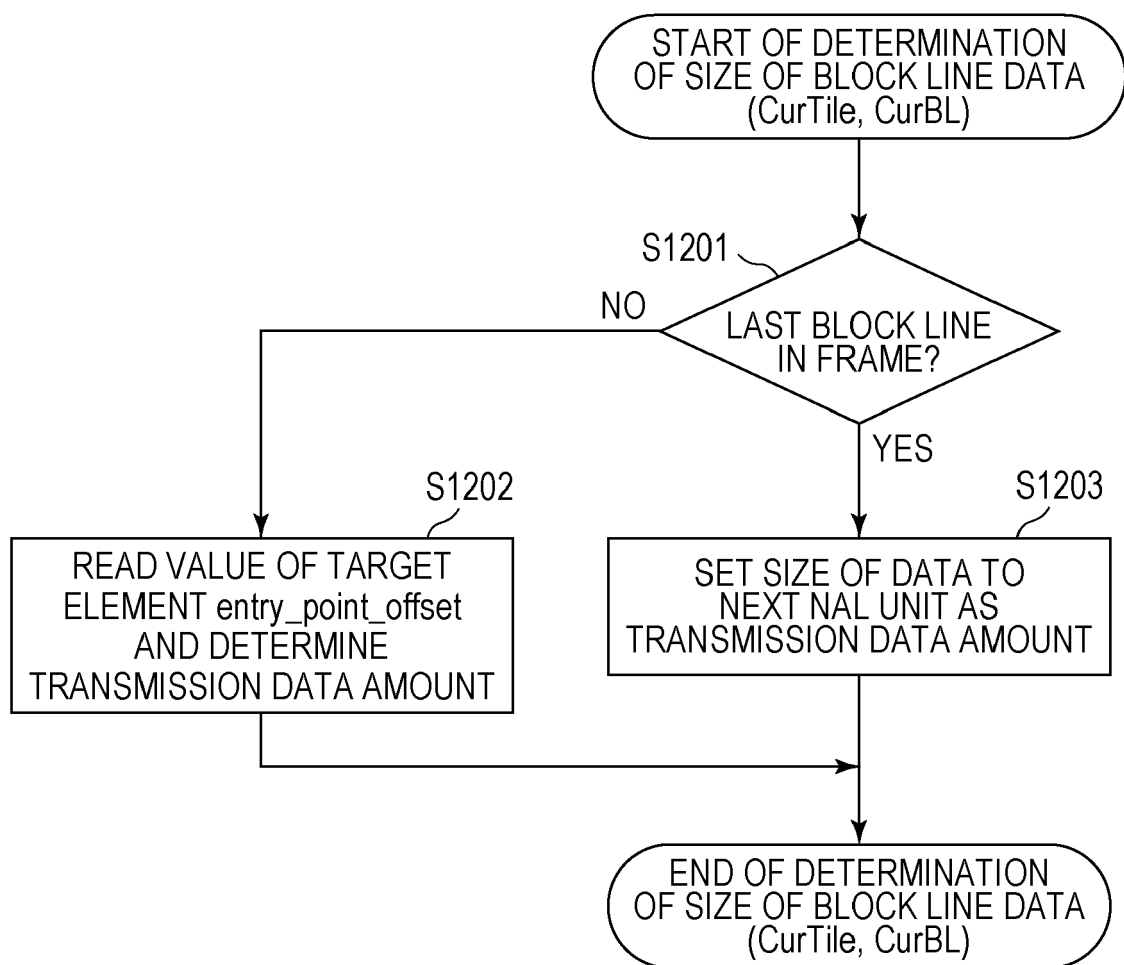 START OF DETERMINATION
OF SIZE OF BLOCK LINE DATA
(CurTile, CurBL)
S1201
NO
LAST BLOCK LINE
IN FRAME?
YES
S1202
READ VALUE OF TARGET
ELEMENT entry_point_offset
AND DETERMINE
TRANSMISSION DATA AMOUNT
S1203
SET SIZE OF DATA TO
NEXT NAL UNIT AS
TRANSMISSION DATA AMOUNT
END OF DETERMINATION
OF SIZE OF BLOCK LINE DATA
(CurTile, CurBL)